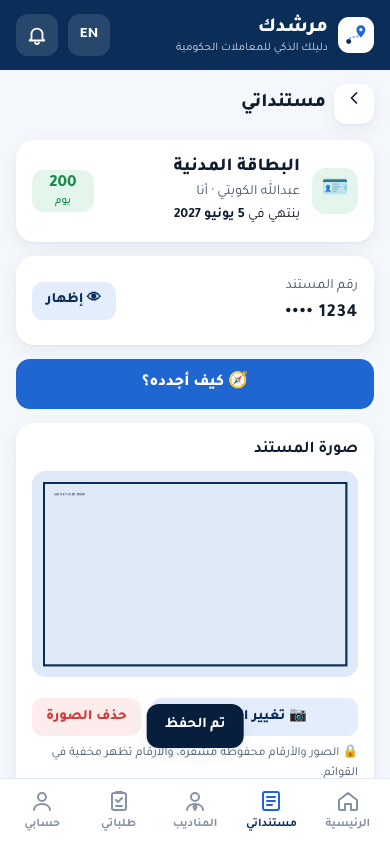 مرشدك
دليلك الذكي للمعاملات الحكومية
EN
مستنداتي
البطاقة المدنية
عبدالله الكويتي · أنا
ينتهي في 5 يونيو 2027
200
يوم
رقم المستند
•••• 1234
إظهار
كيف أجدده؟
صورة المستند
تغيير
حذف الصورة
تم الحفظ
الصور والأرقام محفوظة مشفرة، والأرقام تظهر مخفية في
القوائم.
الرئيسية
مستنداتي
المناديب
طلباتي
حسابي